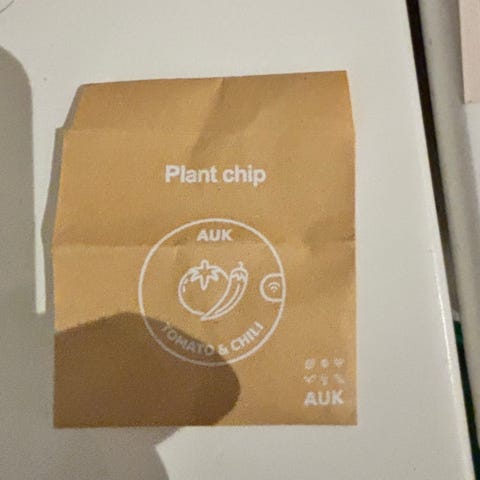 Plant chip
AUK
TOMATO & CHILI
AUK